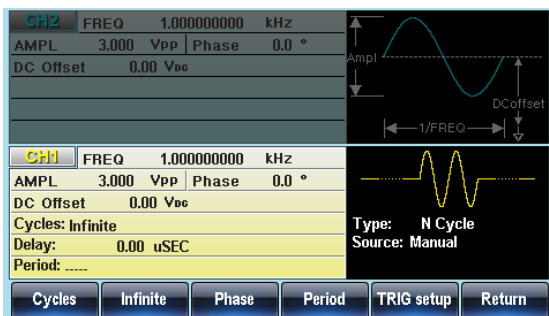 CH2 FREQ 1.000000000 kHz
AMPL 3.000 Vpp Phase 0.0 °
DC Offset 0.00 VDC
Ampl
DCoffset
1/FREQ
CH1 FREQ 1.000000000 kHz
AMPL 3.000 Vpp Phase 0.0 °
DC Offset 0.00 VDC
Cycles: Infinite
Delay: 0.00 uSEC
Period: -----
Type: N Cycle
Source: Manual
Cycles Infinite Phase Period TRIG setup Return